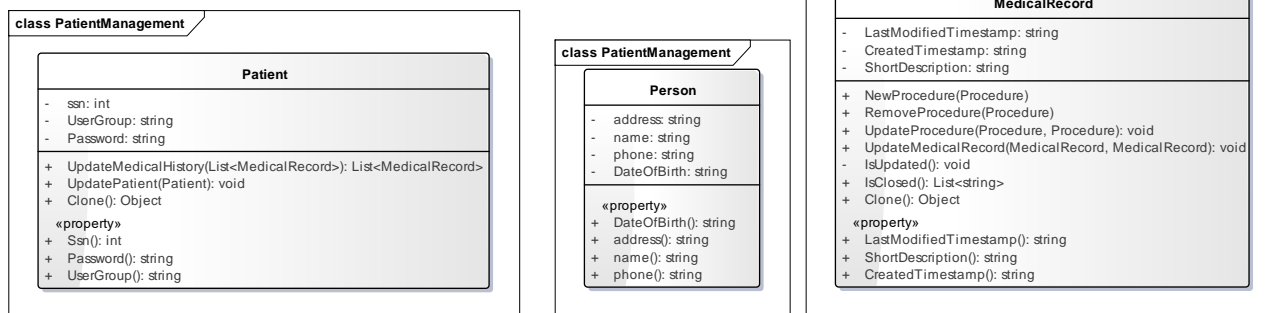 class PatientManagement
Patient
- ssn: int
- UserGroup: string
- Password: string
+ UpdateMedicalHistory(List<MedicalRecord>): List<MedicalRecord>
+ UpdatePatient(Patient): void
+ Clone(): Object
«property»
+ Ssn(): int
+ Password(): string
+ UserGroup(): string
class PatientManagement
Person
- address: string
- name: string
- phone: string
- DateOfBirth: string
«property»
+ DateOfBirth(): string
+ address(): string
+ name(): string
+ phone(): string
MedicalRecord
- LastModifiedTimestamp: string
- CreatedTimestamp: string
- ShortDescription: string
+ NewProcedure(Procedure)
+ RemoveProcedure(Procedure)
+ UpdateProcedure(Procedure, Procedure): void
+ UpdateMedicalRecord(MedicalRecord, MedicalRecord): void
- IsUpdated(): void
+ IsClosed(): List<string>
+ Clone(): Object
«property»
+ LastModifiedTimestamp(): string
+ ShortDescription(): string
+ CreatedTimestamp(): string